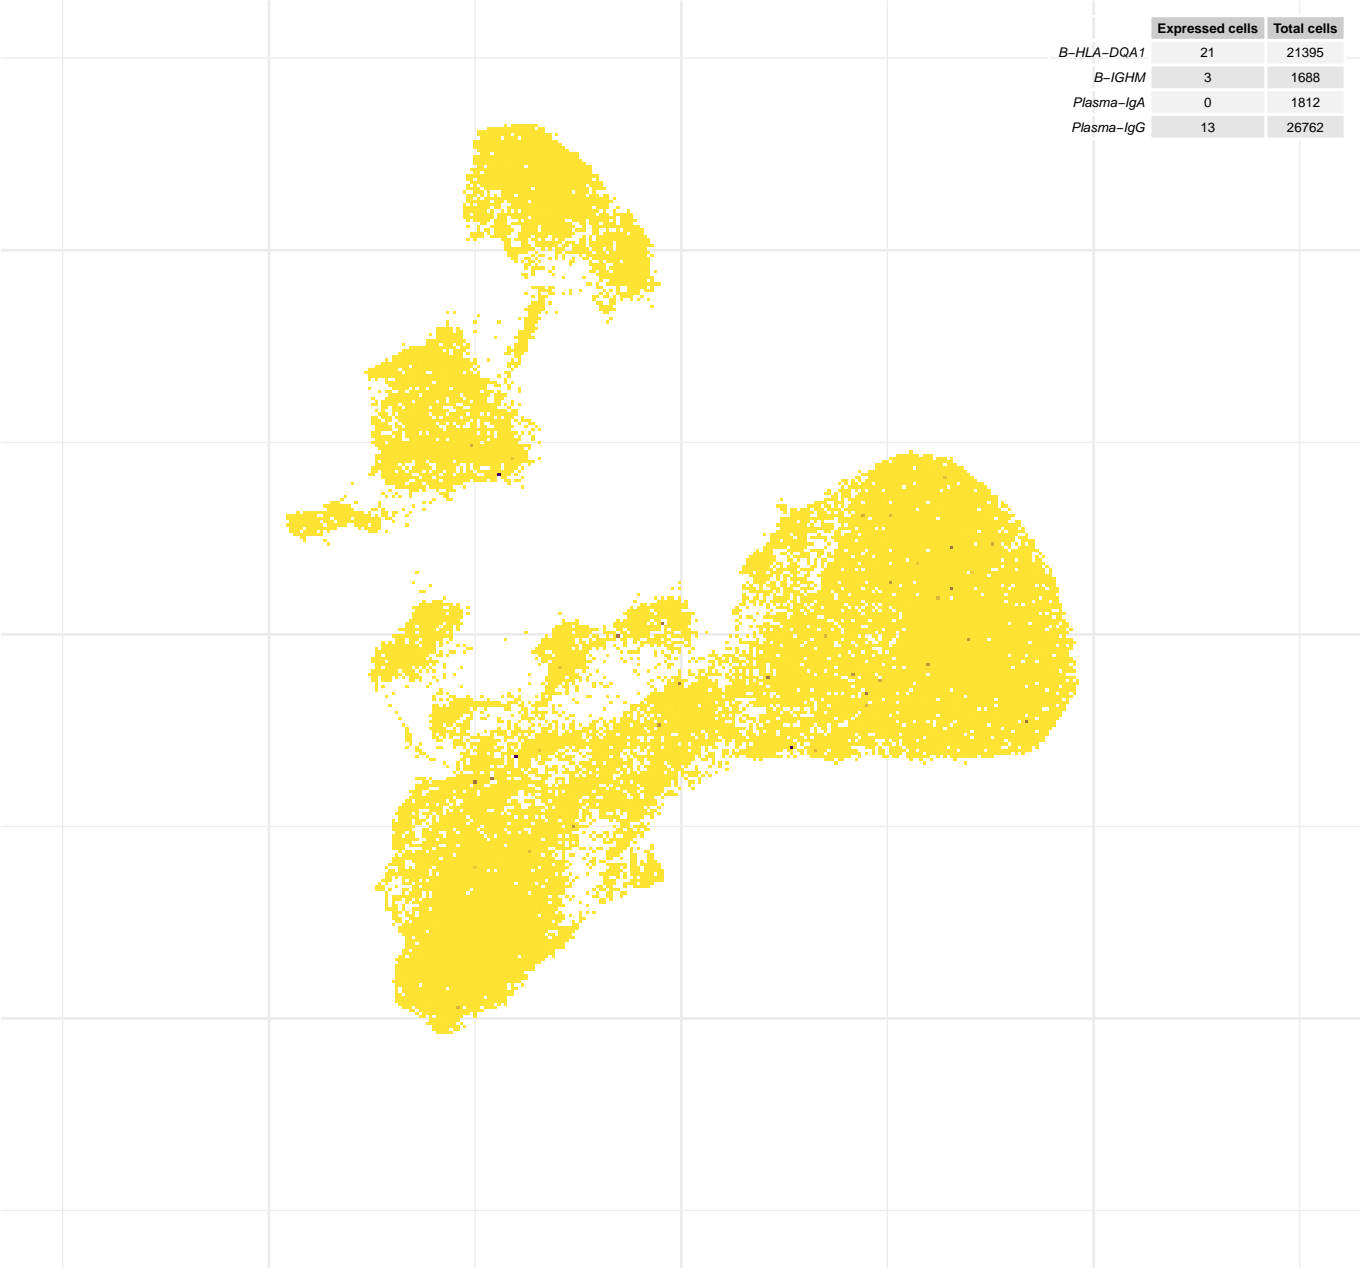 Expressed cells Total cells
B−HLA−DQA1 21 21395
B−IGHM 3 1688
Plasma−IgA 0 1812
Plasma−IgG 13 26762